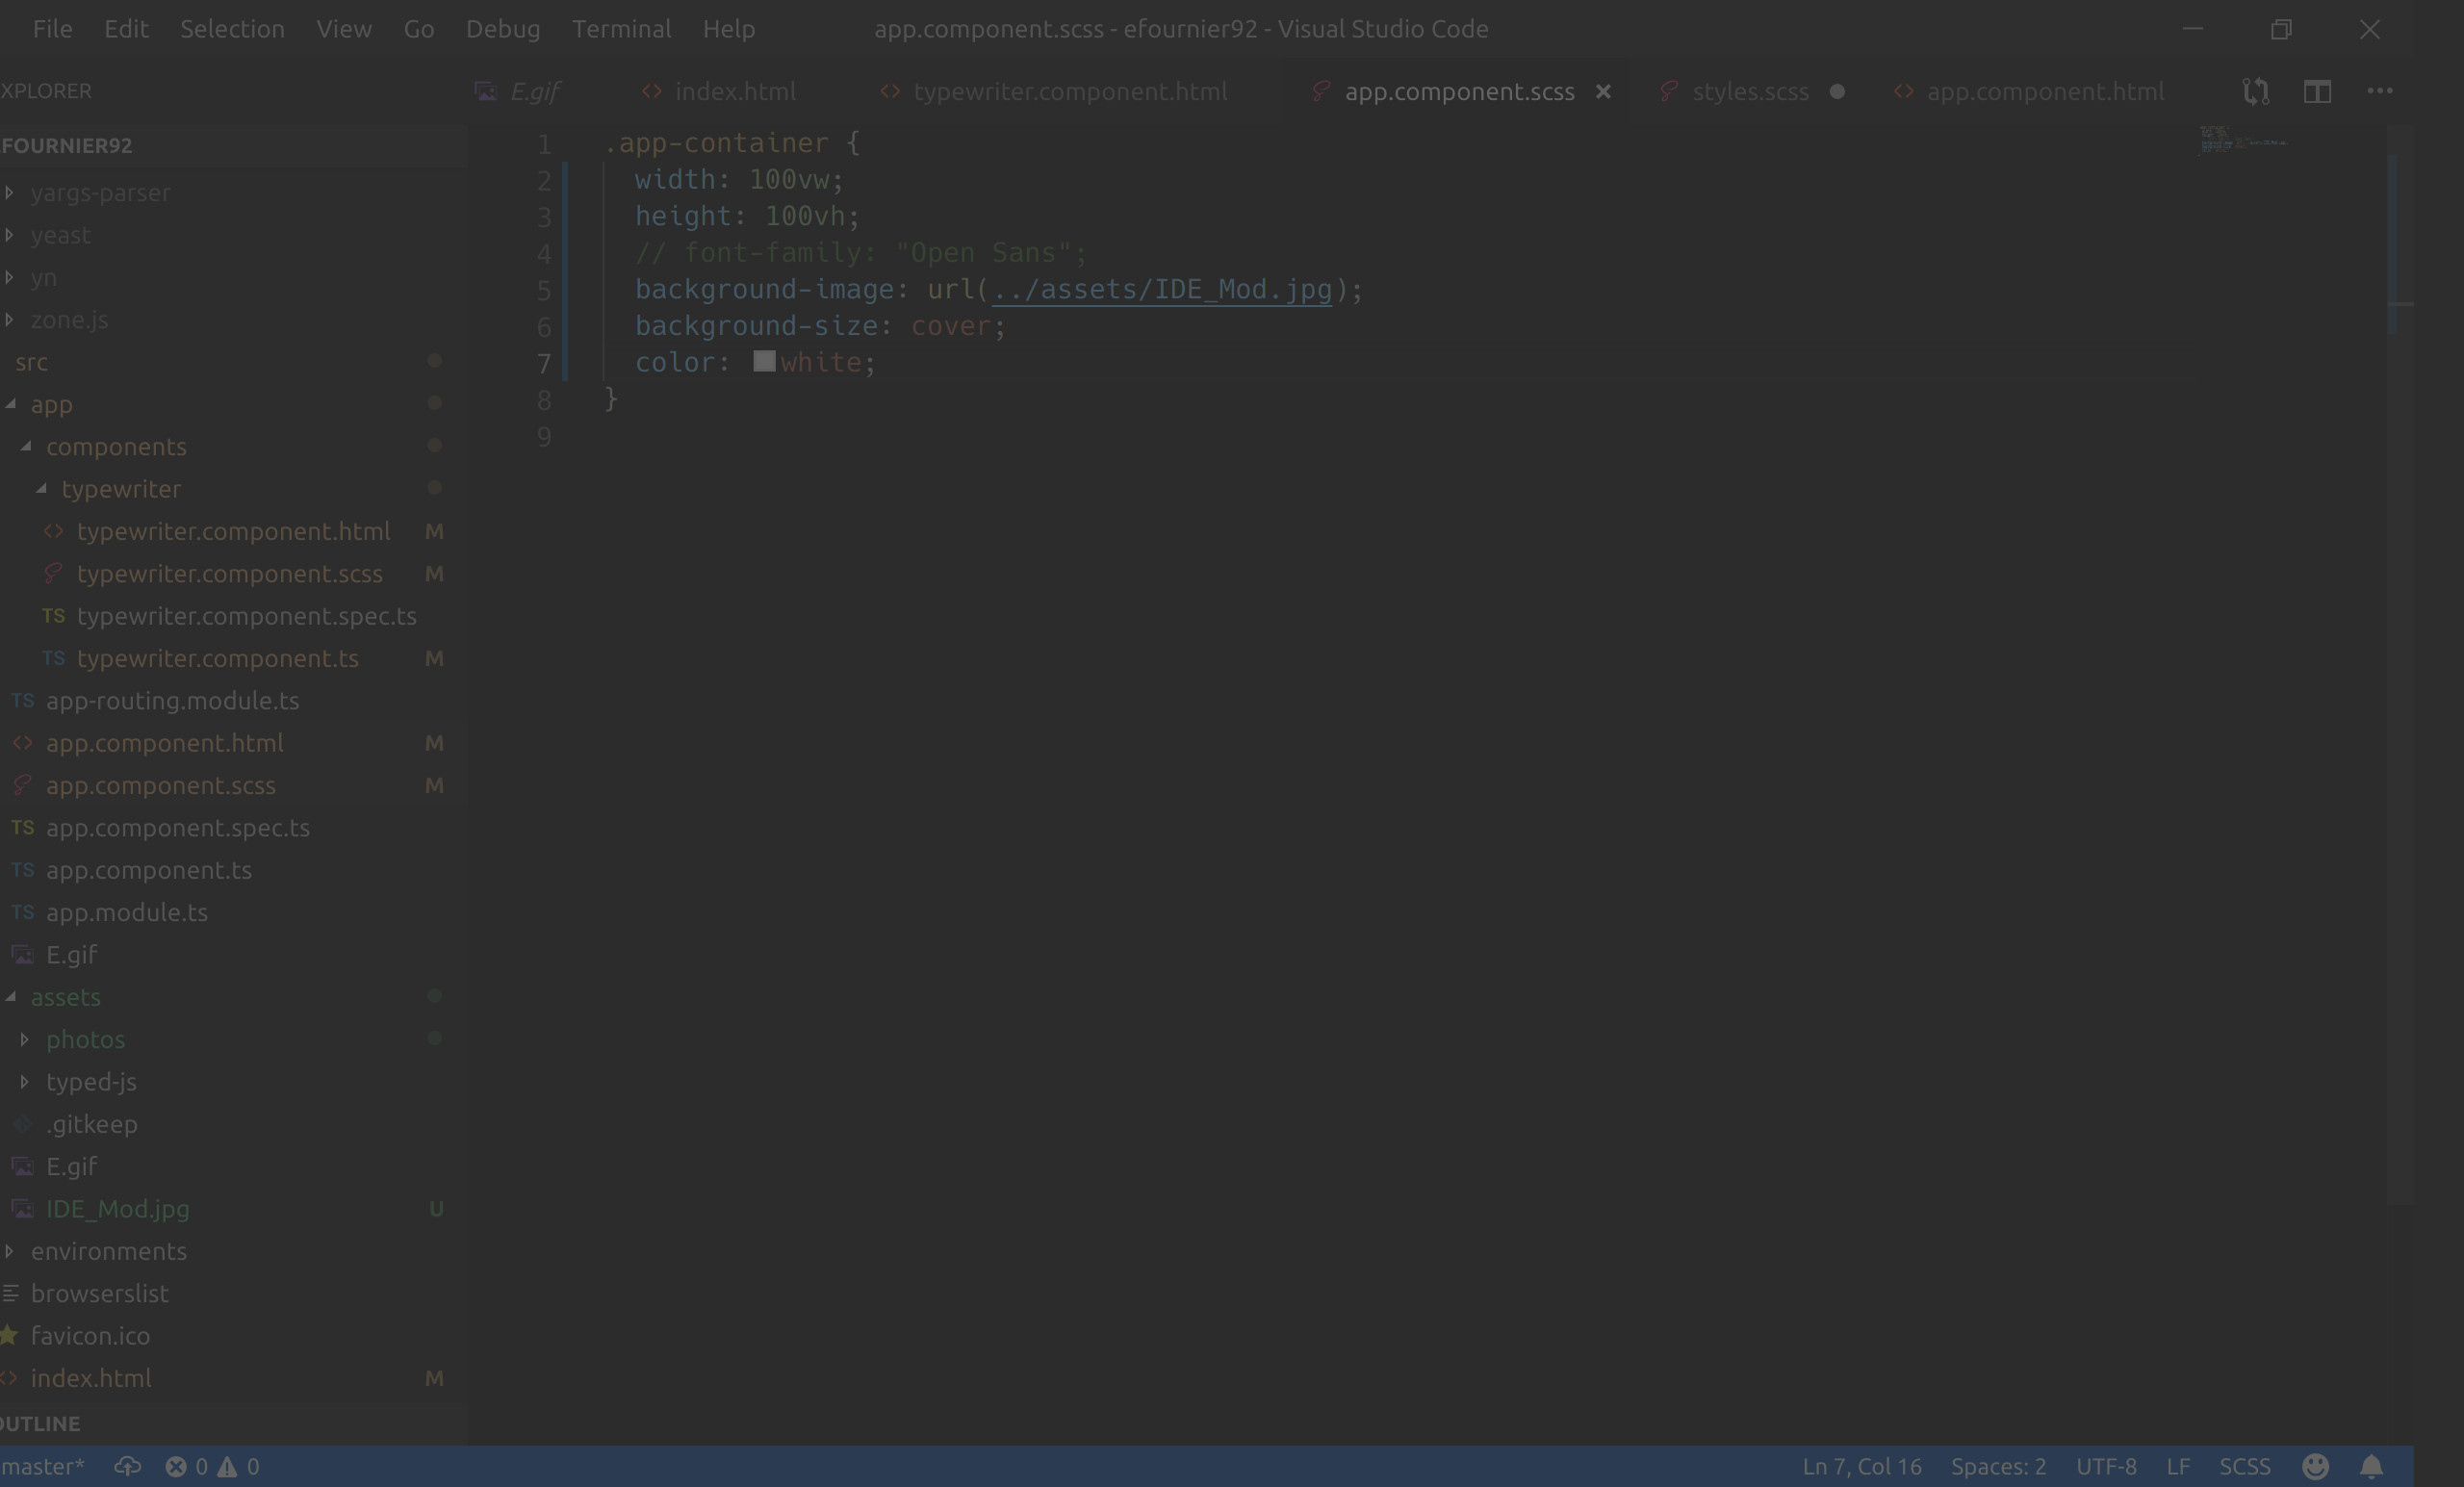 File Edit Selection View Go Debug Terminal Help app.component.scss - efournier92 - Visual Studio Code
XPLORER E.gif index.html typewriter.component.html app.component.scss styles.scss app.component.html
FOURNIER92
yargs-parser
yeast
yn
zone.js
src
app
components
typewriter
typewriter.component.html M
typewriter.component.scss M
TS typewriter.component.spec.ts
TS typewriter.component.ts M
TS app-routing.module.ts
app.component.html M
app.component.scss M
TS app.component.spec.ts
TS app.component.ts
TS app.module.ts
E.gif
assets
photos
typed-js
.gitkeep
E.gif
IDE_Mod.jpg U
environments
browserslist
favicon.ico
index.html M
OUTLINE
1 .app-container {
2 width: 100vw;
3 height: 100vh;
4 // font-family: "Open Sans";
5 background-image: url(../assets/IDE_Mod.jpg);
6 background-size: cover;
7 color: white;
8 }
9
master* 0 0 Ln 7, Col 16 Spaces: 2 UTF-8 LF SCSS